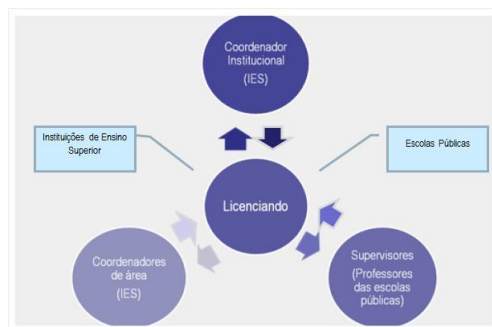 Coordenador
Institucional
(IES)
Instituições de Ensino
Superior
Escolas Públicas
Licenciando
Coordenadores
de área
(IES)
Supervisores
(Professores
das escolas
públicas)